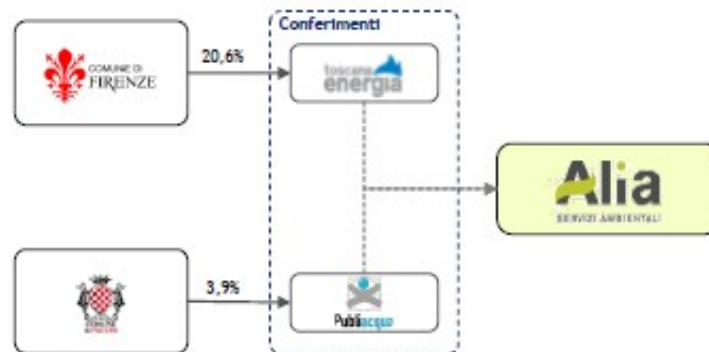 Conferimenti
COMUNE DI
FIRENZE
20,6%
toscana
energia
Alia
SERVIZI AMBIENTALI
3,9%
Publiacqua